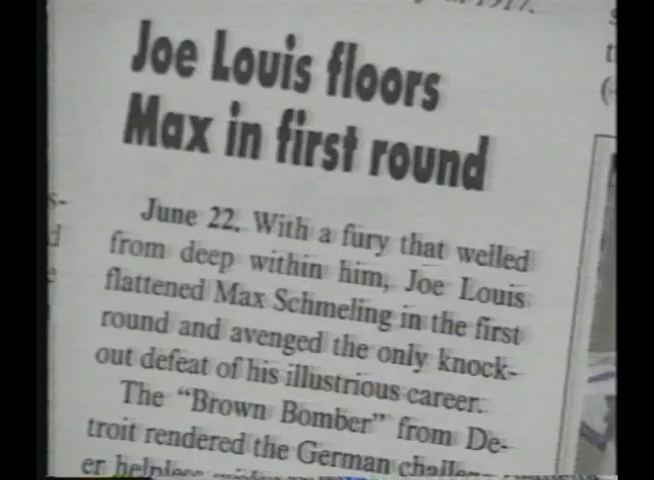 1917.
Joe Louis floors
Max in first round
June 22. With a fury that welled
from deep within him, Joe Louis
flattened Max Schmeling in the first
round and avenged the only knock-
out defeat of his illustrious career.
The "Brown Bomber" from De-
troit rendered the German
er